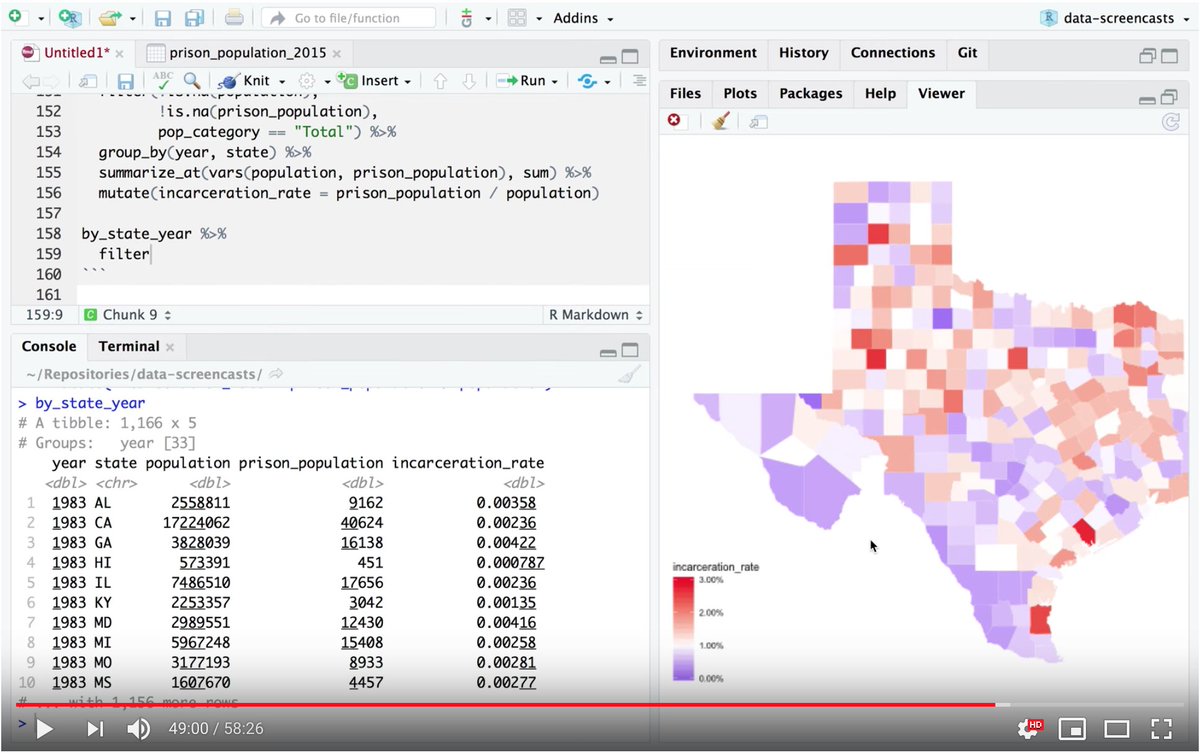 Go to file/function
Addins
data-screencasts
Untitled1*
prison_population_2015
ABC
Knit
Insert
Run
152 !is.na(prison_population),
153 pop_category == "Total") %>%
154 group_by(year, state) %>%
155 summarize_at(vars(population, prison_population), sum) %>%
156 mutate(incarceration_rate = prison_population / population)
157
158 by_state_year %>%
159 filter
160 ```
161
159:9 Chunk 9 R Markdown
Console Terminal
~/Repositories/data-screencasts/
> by_state_year
# A tibble: 1,166 x 5
# Groups: year [33]
year state population prison_population incarceration_rate
<dbl> <chr> <dbl> <dbl> <dbl>
1 1983 AL 2558811 9162 0.00358
2 1983 CA 17224062 40624 0.00236
3 1983 GA 3828039 16138 0.00422
4 1983 HI 573391 451 0.000787
5 1983 IL 7486510 17656 0.00236
6 1983 KY 2253357 3042 0.00135
7 1983 MD 2989551 12430 0.00416
8 1983 MI 5967248 15408 0.00258
9 1983 MO 3177193 8933 0.00281
10 1983 MS 1607670 4457 0.00277
# ... with 1,156 more rows
>
Environment History Connections Git
Files Plots Packages Help Viewer
incarceration_rate
3.00%
2.00%
1.00%
0.00%
49:00 / 58:26
HD